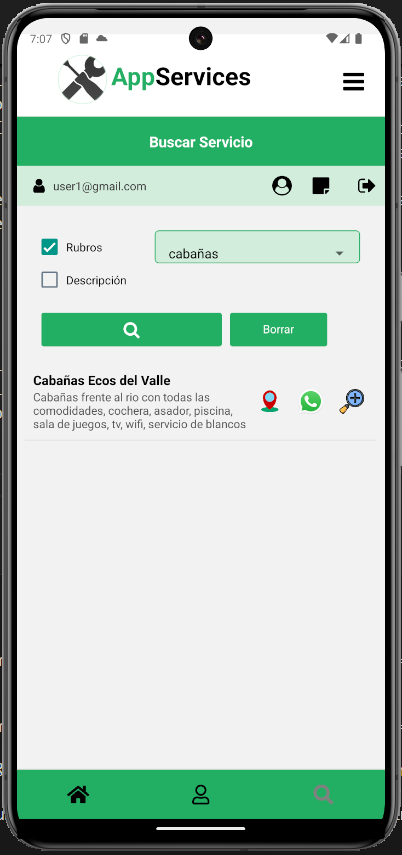 7:07
AppServices
Buscar Servicio
user1@gmail.com
Rubros
cabañas
Descripción
Borrar
Cabañas Ecos del Valle
Cabañas frente al rio con todas las
comodidades, cochera, asador, piscina,
sala de juegos, tv, wifi, servicio de blancos